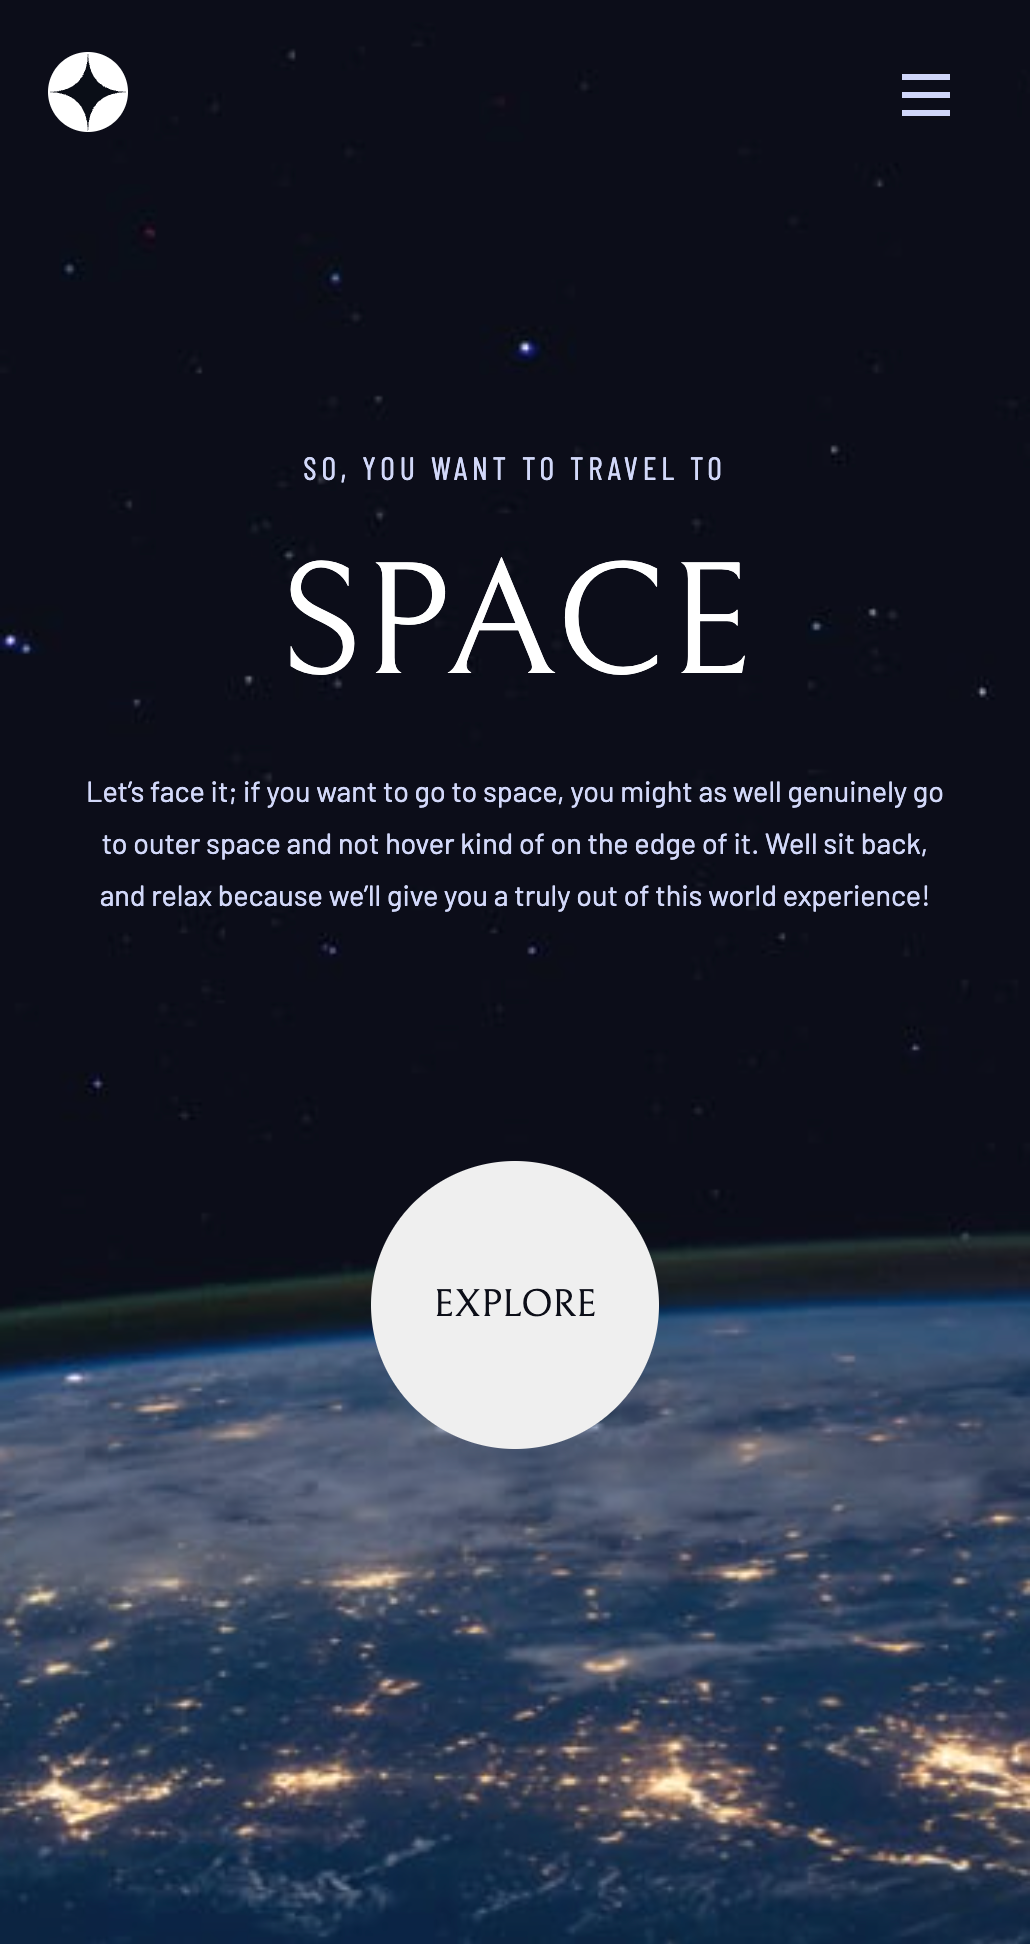 SO, YOU WANT TO TRAVEL TO
SPACE
Let’s face it; if you want to go to space, you might as well genuinely go
to outer space and not hover kind of on the edge of it. Well sit back,
and relax because we’ll give you a truly out of this world experience!
EXPLORE